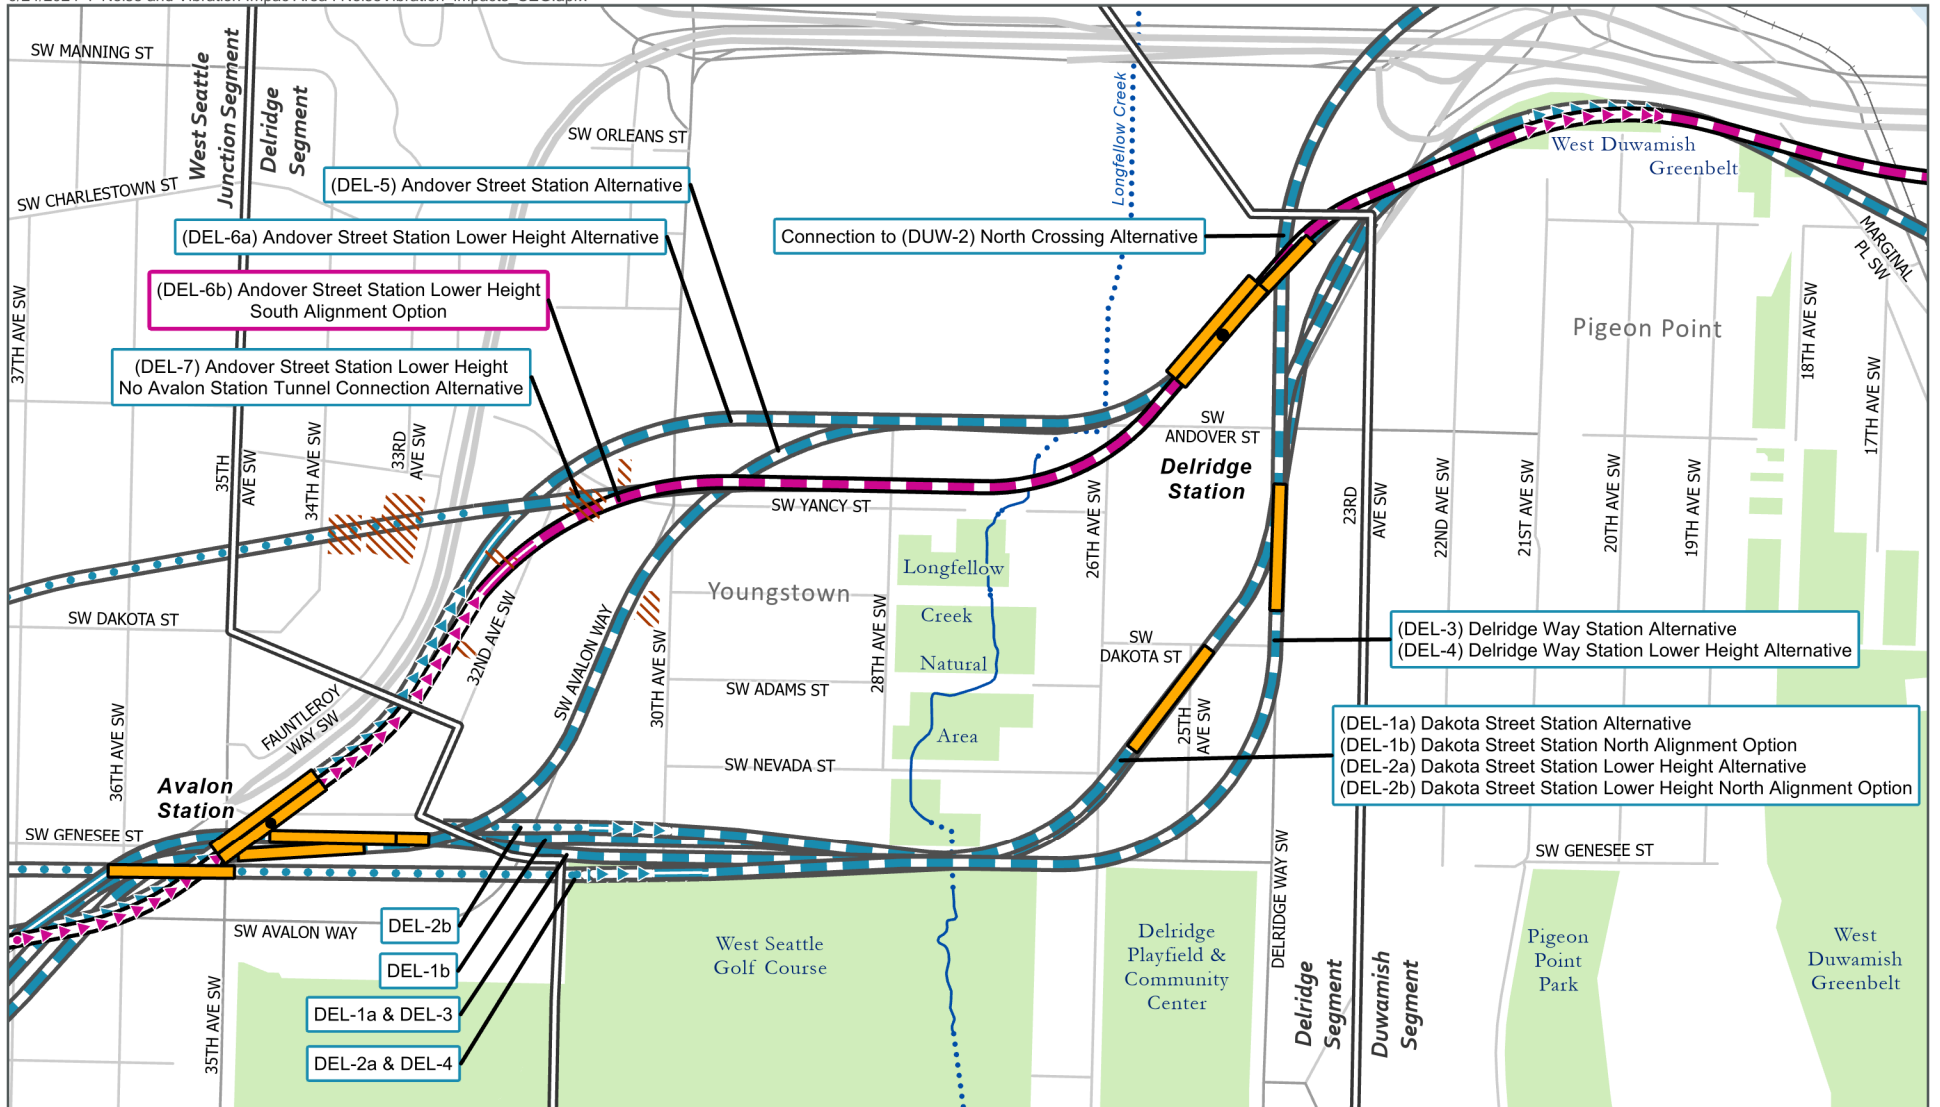 SW MANNING ST
West Seattle
Junction Segment
Delridge
Segment
SW ORLEANS ST
Longfellow Creek
SW CHARLESTOWN ST
(DEL-5) Andover Street Station Alternative
(DEL-6a) Andover Street Station Lower Height Alternative
(DEL-6b) Andover Street Station Lower Height
South Alignment Option
(DEL-7) Andover Street Station Lower Height
No Avalon Station Tunnel Connection Alternative
Connection to (DUW-2) North Crossing Alternative
West Duwamish
Greenbelt
MARGINAL
PL SW
Pigeon Point
37TH AVE SW
18TH AVE SW
17TH AVE SW
35TH
AVE SW
34TH AVE SW
33RD
AVE SW
SW
ANDOVER ST
Delridge
Station
SW YANCY ST
26TH AVE SW
23RD
AVE SW
22ND AVE SW
21ST AVE SW
20TH AVE SW
19TH AVE SW
Longfellow
Creek
Natural
Area
Youngstown
SW DAKOTA ST
32ND AVE SW
SW AVALON WAY
30TH AVE SW
28TH AVE SW
SW
DAKOTA ST
(DEL-3) Delridge Way Station Alternative
(DEL-4) Delridge Way Station Lower Height Alternative
SW ADAMS ST
25TH
AVE SW
FAUNTLEROY
WAY SW
36TH AVE SW
SW NEVADA ST
(DEL-1a) Dakota Street Station Alternative
(DEL-1b) Dakota Street Station North Alignment Option
(DEL-2a) Dakota Street Station Lower Height Alternative
(DEL-2b) Dakota Street Station Lower Height North Alignment Option
Avalon
Station
SW GENESEE ST
SW GENESEE ST
DELRIDGE WAY SW
DEL-2b
SW AVALON WAY
DEL-1b
DEL-1a & DEL-3
DEL-2a & DEL-4
35TH AVE SW
West Seattle
Golf Course
Delridge
Playfield &
Community
Center
Delridge
Segment
Duwamish
Segment
Pigeon
Point
Park
West
Duwamish
Greenbelt